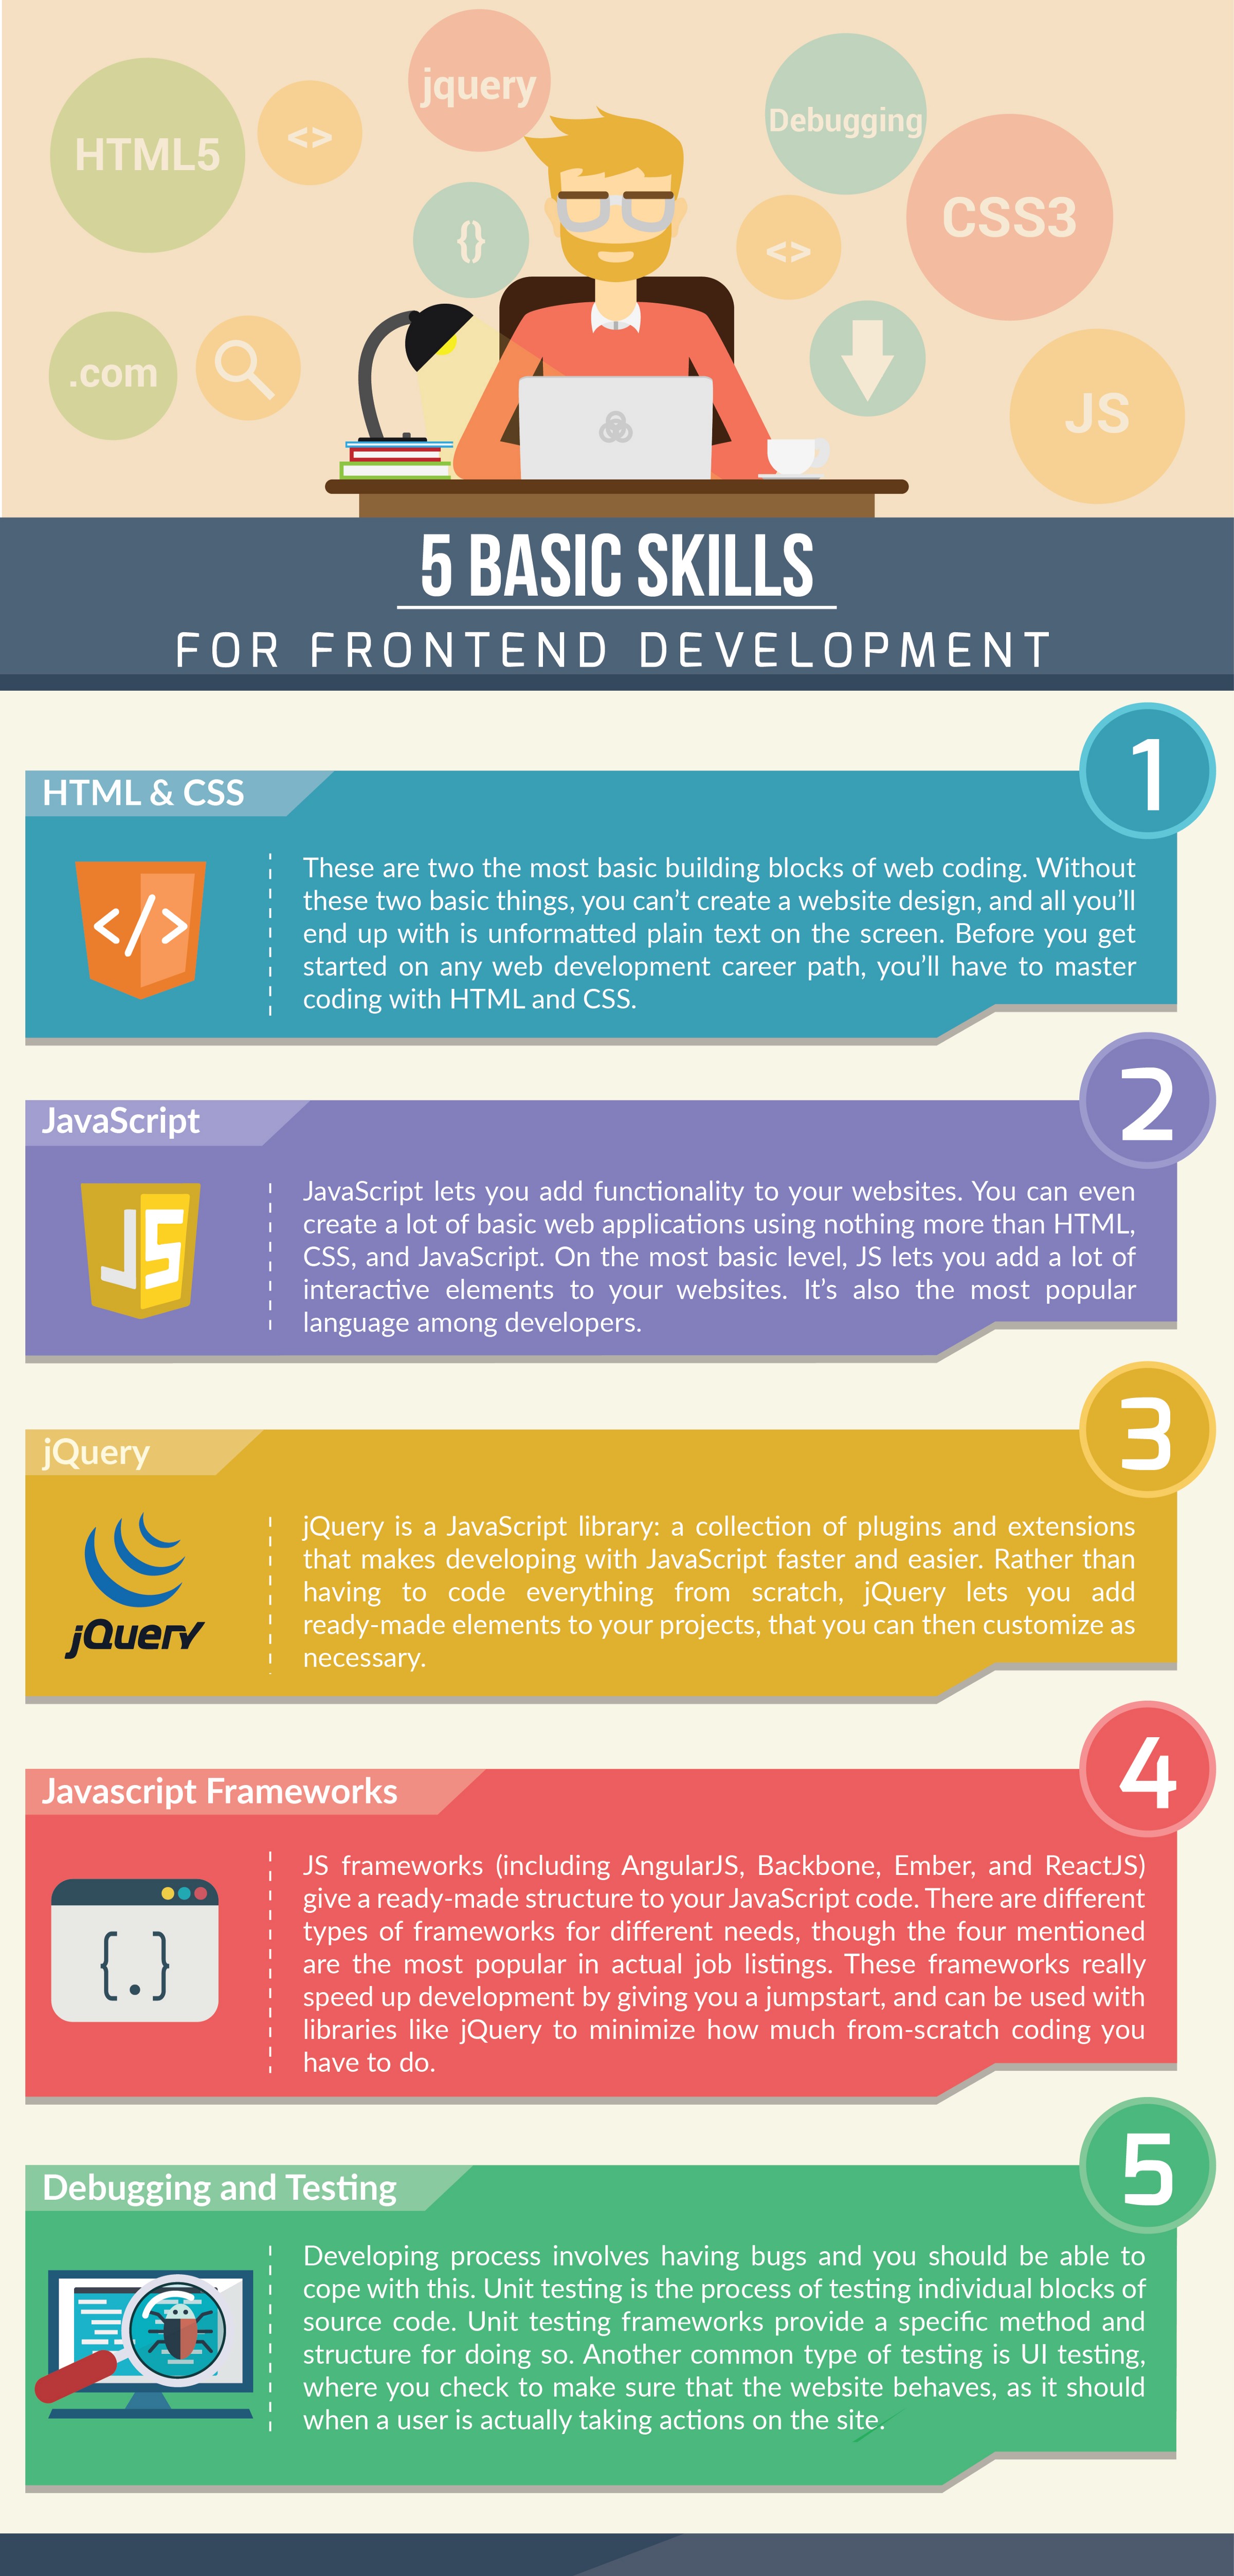 jquery
Debugging
HTML5
<>
CSS3
{}
<>
.com
JS
5 BASIC SKILLS
FOR FRONTEND DEVELOPMENT
1
HTML & CSS
</>
These are two the most basic building blocks of web coding. Without
these two basic things, you can’t create a website design, and all you’ll
end up with is unformatted plain text on the screen. Before you get
started on any web development career path, you’ll have to master
coding with HTML and CSS.
2
JavaScript
JS
JavaScript lets you add functionality to your websites. You can even
create a lot of basic web applications using nothing more than HTML,
CSS, and JavaScript. On the most basic level, JS lets you add a lot of
interactive elements to your websites. It’s also the most popular
language among developers.
3
jQuery
jQuery
jQuery is a JavaScript library: a collection of plugins and extensions
that makes developing with JavaScript faster and easier. Rather than
having to code everything from scratch, jQuery lets you add
ready-made elements to your projects, that you can then customize as
necessary.
4
Javascript Frameworks
{.}
JS frameworks (including AngularJS, Backbone, Ember, and ReactJS)
give a ready-made structure to your JavaScript code. There are different
types of frameworks for different needs, though the four mentioned
are the most popular in actual job listings. These frameworks really
speed up development by giving you a jumpstart, and can be used with
libraries like jQuery to minimize how much from-scratch coding you
have to do.
5
Debugging and Testing
Developing process involves having bugs and you should be able to
cope with this. Unit testing is the process of testing individual blocks of
source code. Unit testing frameworks provide a specific method and
structure for doing so. Another common type of testing is UI testing,
where you check to make sure that the website behaves, as it should
when a user is actually taking actions on the site.